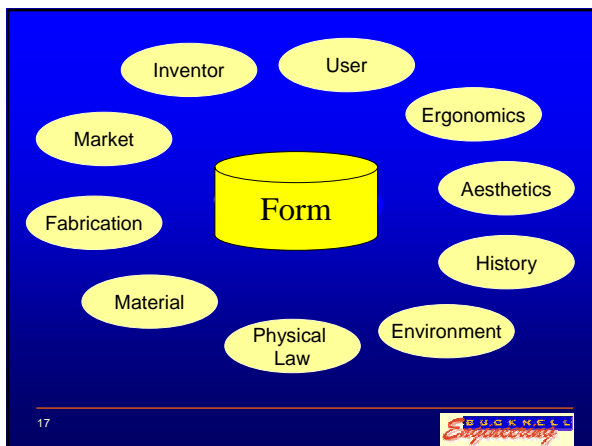 Inventor
User
Ergonomics
Market
Aesthetics
Form
Fabrication
History
Material
Environment
Physical
Law
17
BUCKNELL
Engineering